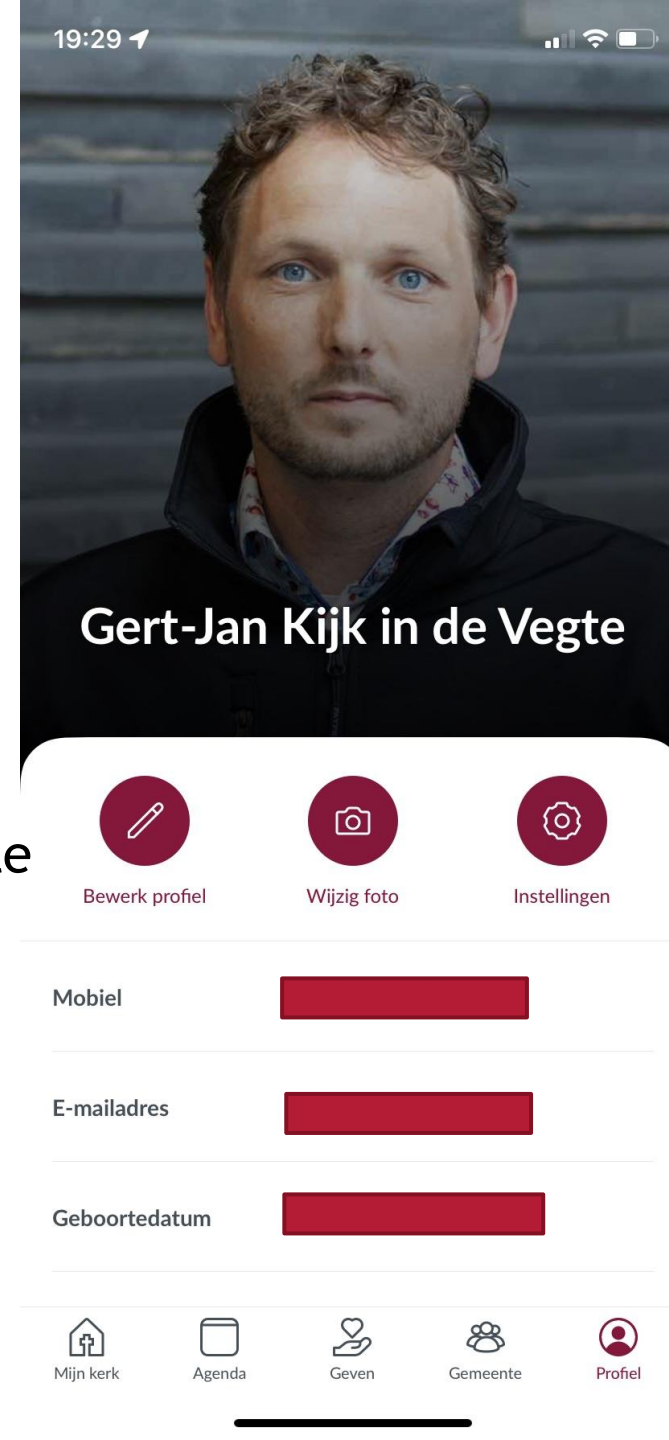 19:29
Gert-Jan Kijk in de Vegte
Bewerk profiel
Wijzig foto
Instellingen
Mobiel
E-mailadres
Geboortedatum
Mijn kerk
Agenda
Geven
Gemeente
Profiel